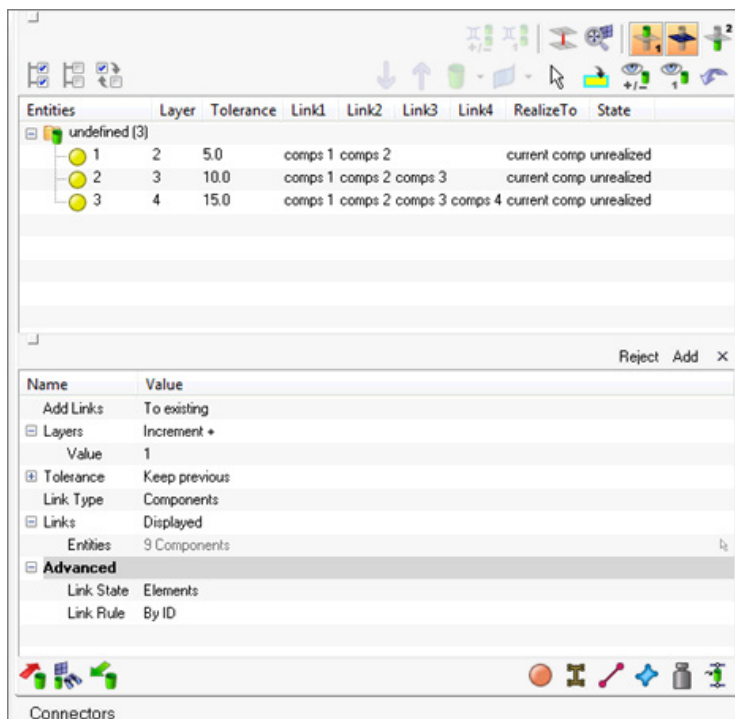 +/- 1 1 2
+/- 1
Entities Layer Tolerance Link1 Link2 Link3 Link4 RealizeTo State
undefined (3)
1 2 5.0 comps 1 comps 2 current comp unrealized
2 3 10.0 comps 1 comps 2 comps 3 current comp unrealized
3 4 15.0 comps 1 comps 2 comps 3 comps 4 current comp unrealized
Reject Add ×
Name Value
Add Links To existing
Layers Increment +
Value 1
Tolerance Keep previous
Link Type Components
Links Displayed
Entities 9 Components
Advanced
Link State Elements
Link Rule By ID
Connectors